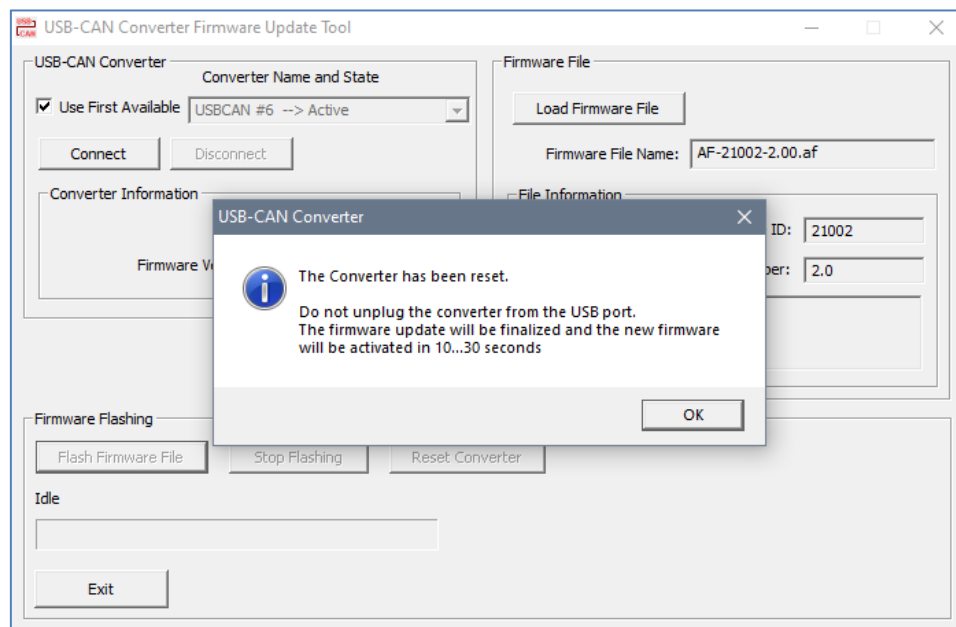 USB-CAN Converter Firmware Update Tool
USB-CAN Converter
Converter Name and State
Use First Available
USBCAN #6 --> Active
Connect
Disconnect
Converter Information
Firmware
Firmware File
Load Firmware File
Firmware File Name:
AF-21002-2.00.af
File Information
ID:
21002
2.0
USB-CAN Converter
The Converter has been reset.
Do not unplug the converter from the USB port.
The firmware update will be finalized and the new firmware
will be activated in 10...30 seconds
OK
Firmware Flashing
Flash Firmware File
Stop Flashing
Reset Converter
Idle
Exit